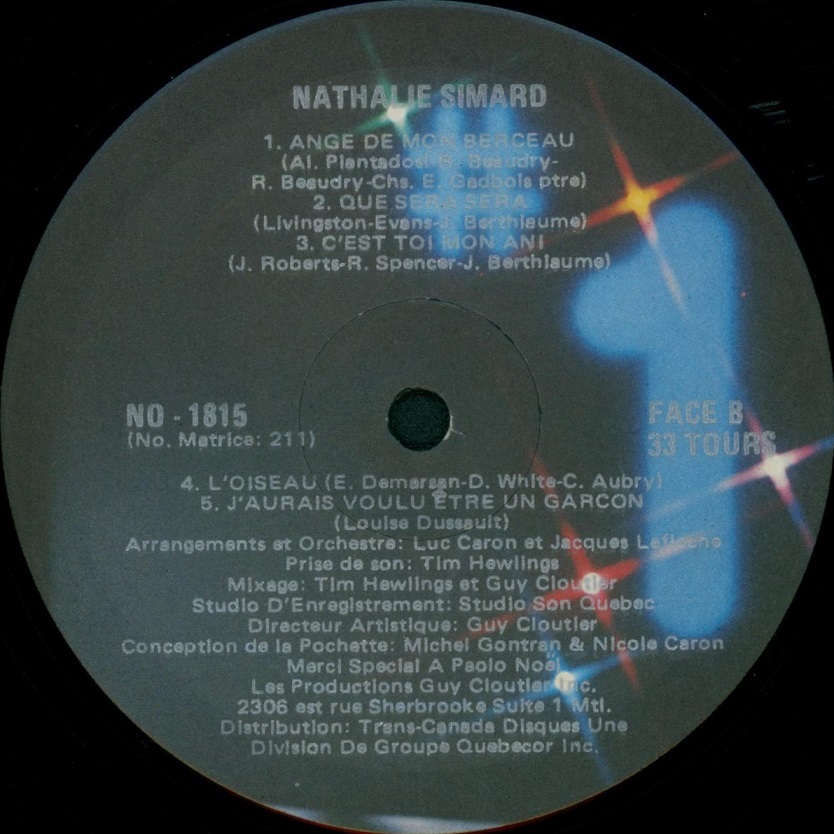 NATHALIE SIMARD
1. ANGE DE MON BERCEAU
(Al. Plantadosi-R. Beaudry-
R. Beaudry-Chs. E. Gadbois ptre)
2. QUE SERA SERA
(Livingston-Evans-J. Berthiaume)
3. C'EST TOI MON ANI
(J. Roberts-R. Spencer-J. Berthiaume)
NO - 1815
(No. Matrice: 211)
FACE B
33 TOURS
4. L'OISEAU (E. Demarsan-D. White-C. Aubry)
5. J'AURAIS VOULU ÊTRE UN GARCON
(Louise Dussault)
Arrangements et Orchestre: Luc Caron et Jacques Lafleche
Prise de son: Tim Hewlings
Mixage: Tim Hewlings et Guy Cloutier
Studio D'Enregistrement: Studio Son Quebec
Directeur Artistique: Guy Cloutier
Conception de la Pochette: Michel Gontran & Nicole Caron
Merci Special A Paolo Noël
Les Productions Guy Cloutier Inc.
2306 est rue Sherbrooke Suite 1 Mtl.
Distribution: Trans-Canada Disques Une
Division De Groupe Quebecor Inc.
1